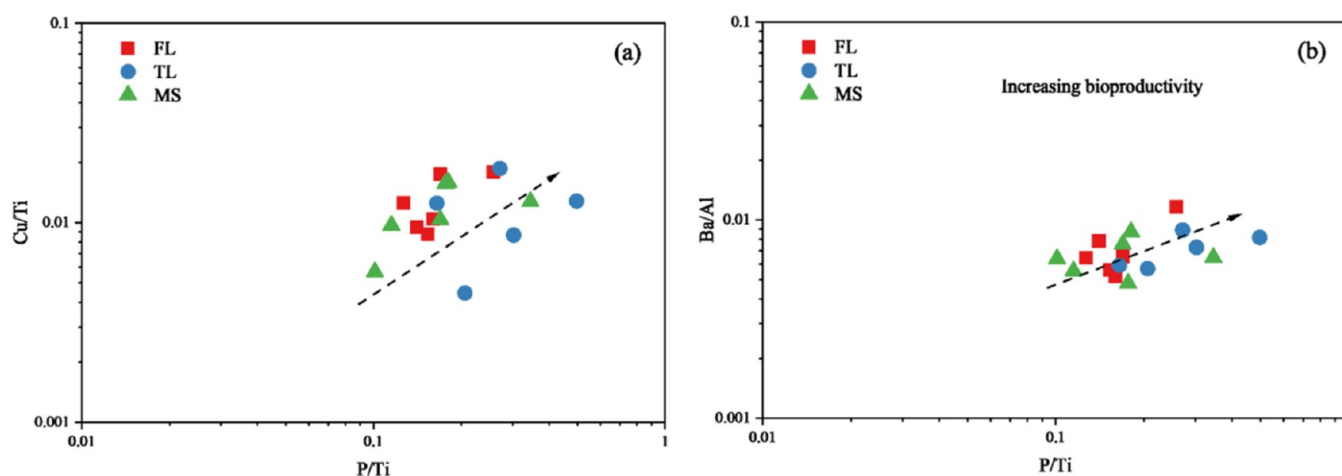 0.1
FL
TL
MS
(a)
Cu/Ti
0.01
0.001
0.01
0.1
1
P/Ti
0.1
FL
TL
MS
(b)
Increasing bioproductivity
Ba/Al
0.01
0.001
0.01
0.1
1
P/Ti